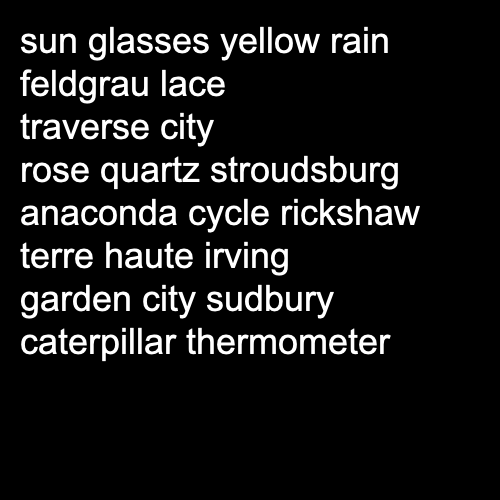 sun glasses yellow rain
feldgrau lace
traverse city
rose quartz stroudsburg
anaconda cycle rickshaw
terre haute irving
garden city sudbury
caterpillar thermometer